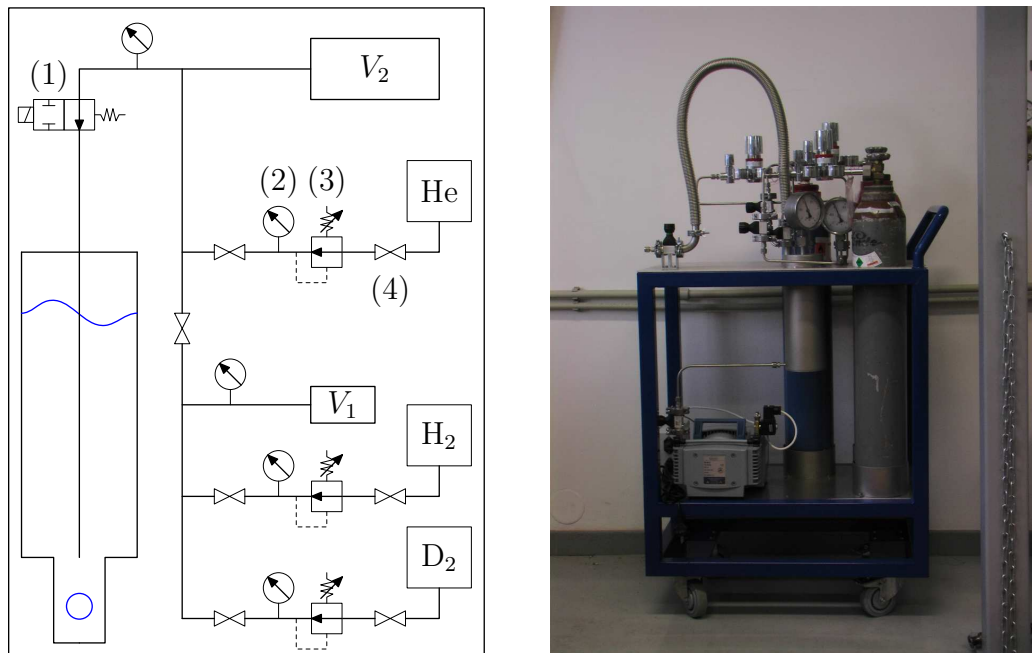 (1)
V₂
(2)
(3)
He
(4)
V₁
H₂
D₂